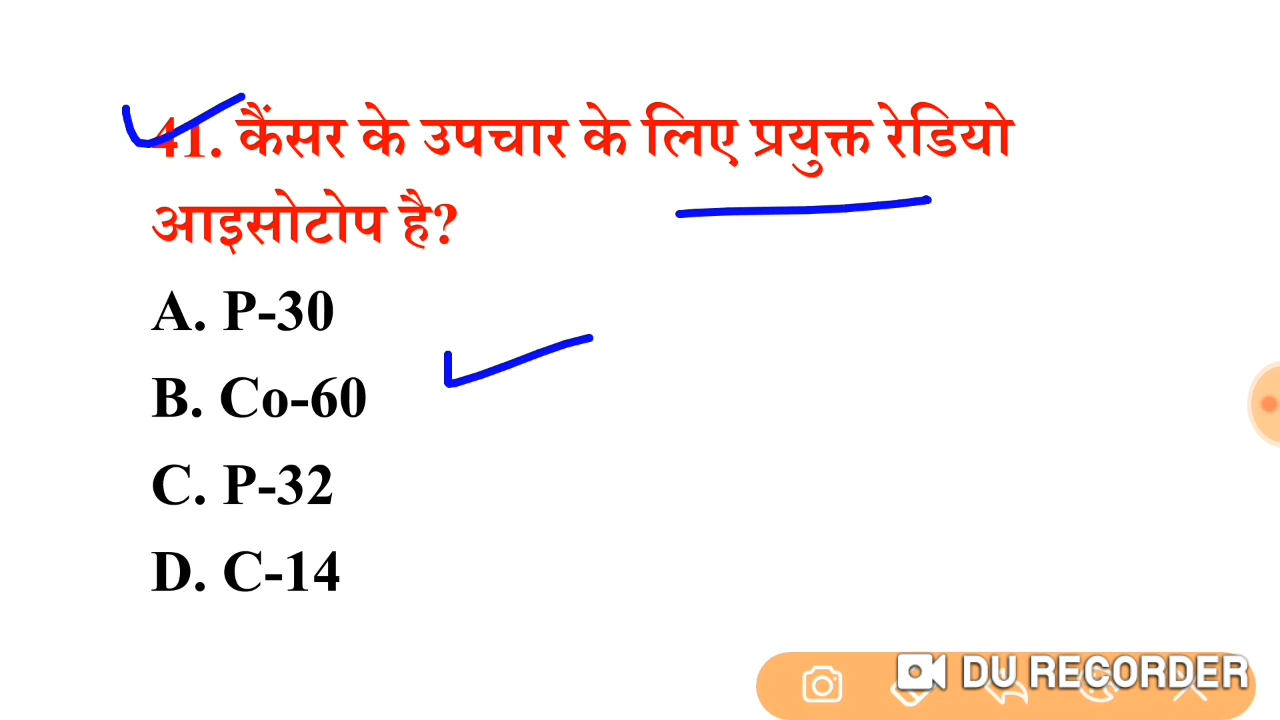 41. कैंसर के उपचार के लिए प्रयुक्त रेडियो
आइसोटोप है?
A. P-30
B. Co-60
C. P-32
D. C-14
DU RECORDER